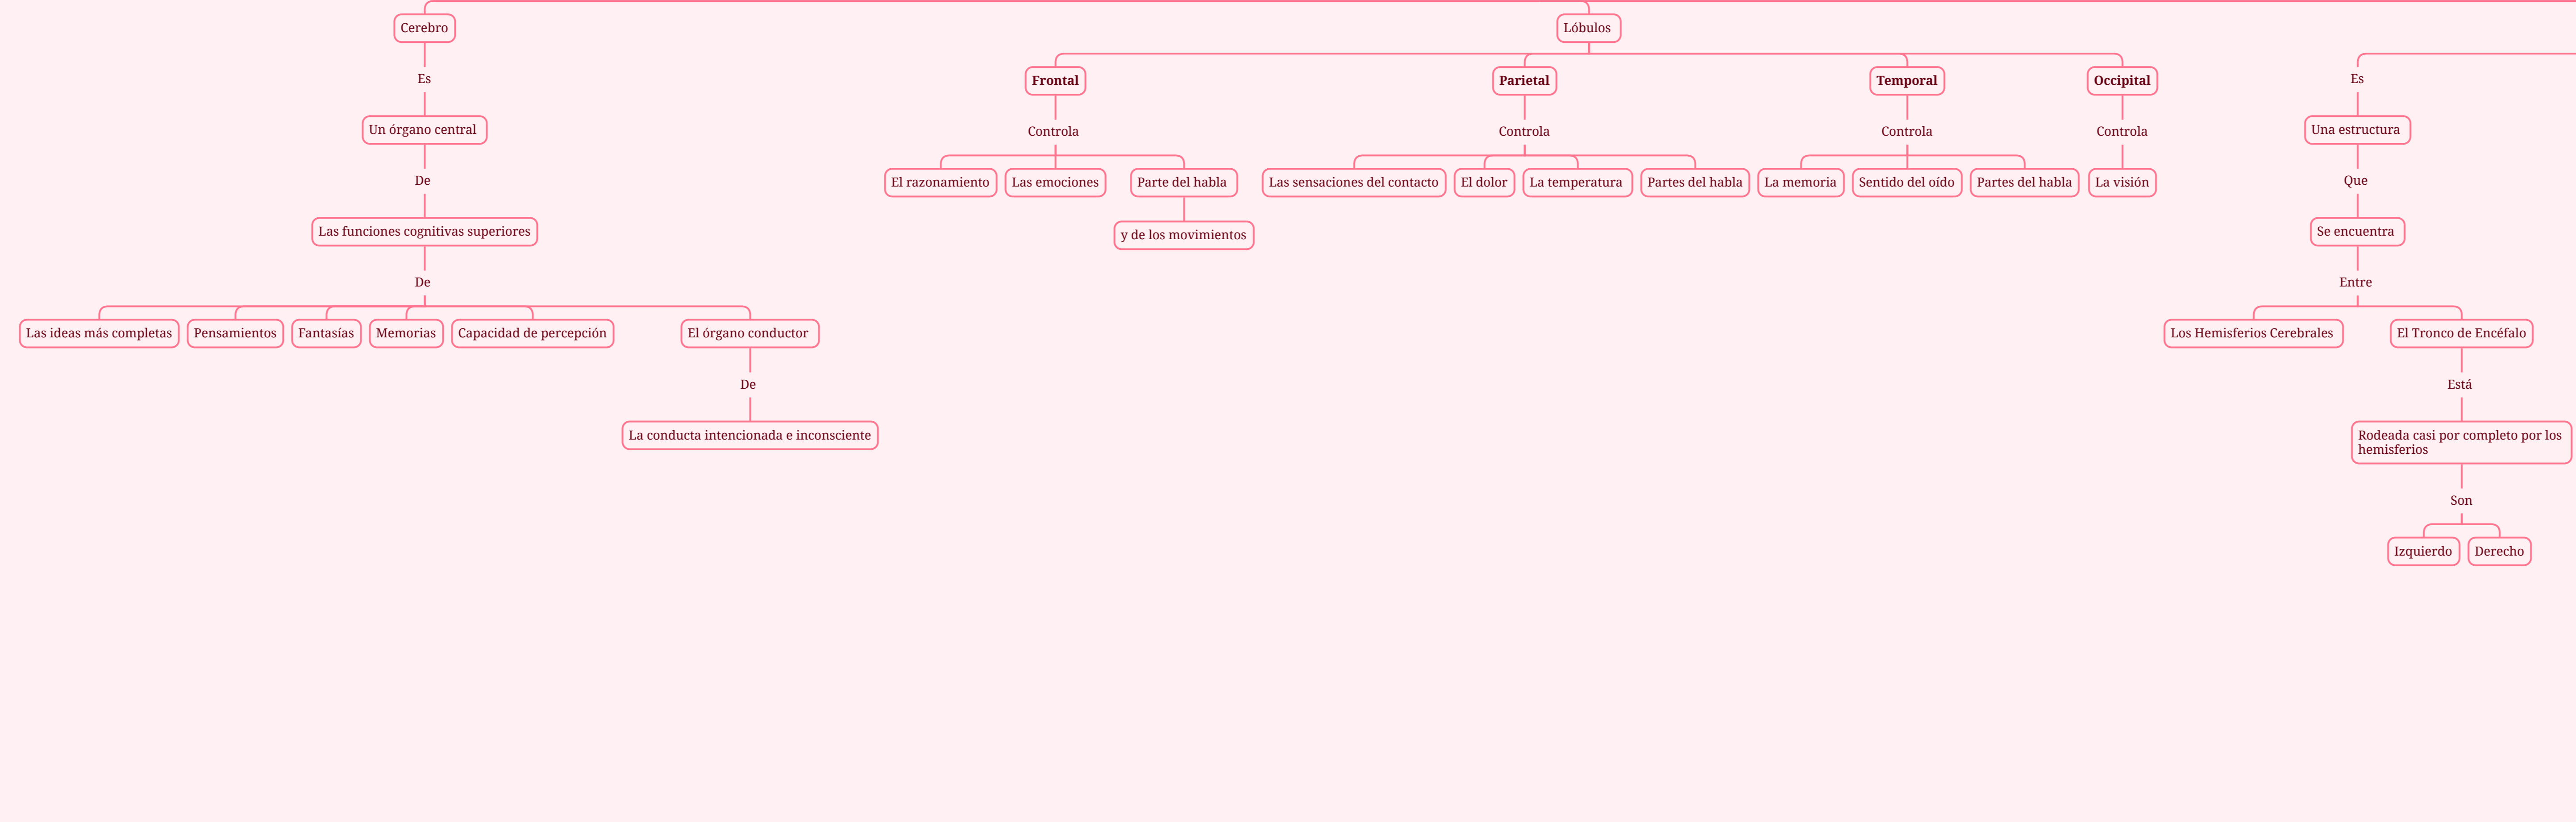 Cerebro
Es
Un órgano central
De
Las funciones cognitivas superiores
De
Las ideas más completas
Pensamientos
Fantasías
Memorias
Capacidad de percepción
El órgano conductor
De
La conducta intencionada e inconsciente
Lóbulos
Frontal
Controla
El razonamiento
Las emociones
Parte del habla
y de los movimientos
Parietal
Controla
Las sensaciones del contacto
El dolor
La temperatura
Partes del habla
Temporal
Controla
La memoria
Sentido del oído
Partes del habla
Occipital
Controla
La visión
Es
Una estructura
Que
Se encuentra
Entre
Los Hemisferios Cerebrales
El Tronco de Encéfalo
Está
Rodeada casi por completo por los
hemisferios
Son
Izquierdo
Derecho